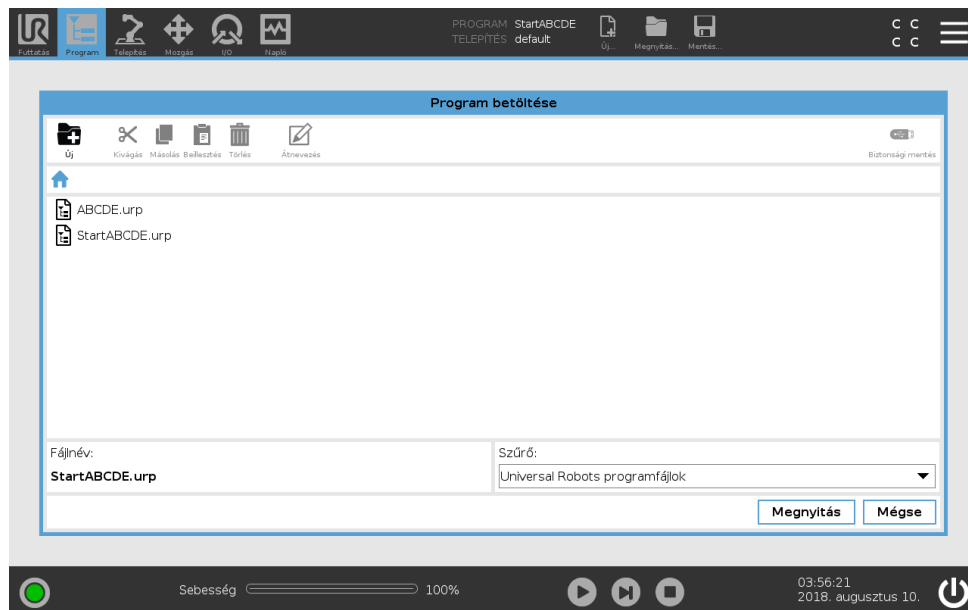 PROGRAM StartABCDE
TELEPÍTÉS default
C C
C C
Futtatás Program Telepítés Mozgás I/O Napló Új... Megnyitás... Mentés...
Program betöltése
Új Kivágás Másolás Beillesztés Törlés Átnevezés Biztonsági mentés
ABCDE.urp
StartABCDE.urp
Fájlnév: Szűrő:
StartABCDE.urp Universal Robots programfájlok
Megnyitás Mégse
Sebesség 100% 03:56:21
2018. augusztus 10.